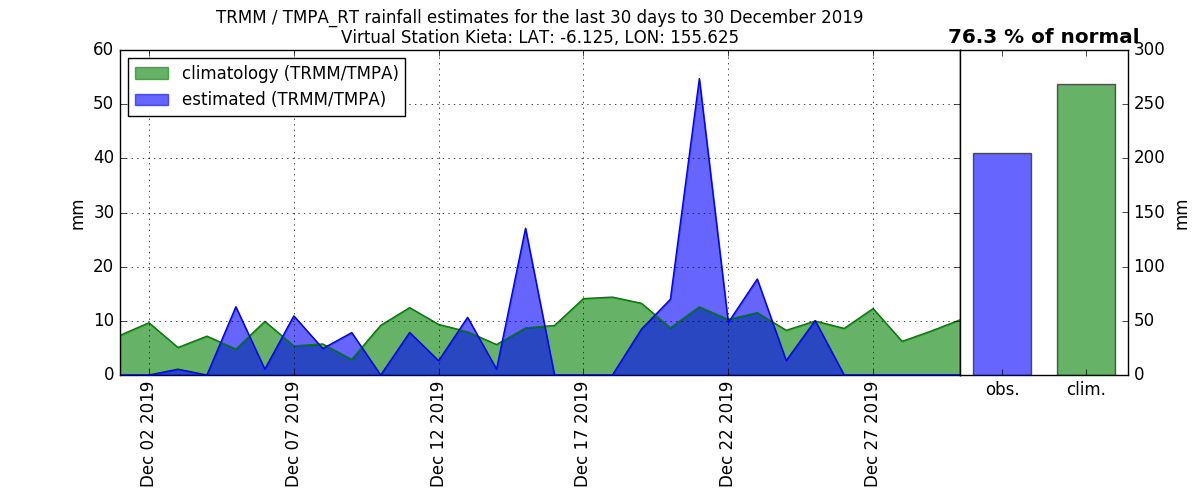 TRMM / TMPA_RT rainfall estimates for the last 30 days to 30 December 2019
Virtual Station Kieta: LAT: -6.125, LON: 155.625
76.3 % of normal
climatology (TRMM/TMPA)
estimated (TRMM/TMPA)
mm
60
50
40
30
20
10
0
Dec 02 2019
Dec 07 2019
Dec 12 2019
Dec 17 2019
Dec 22 2019
Dec 27 2019
obs.
clim.
300
250
200
150
100
50
0
mm